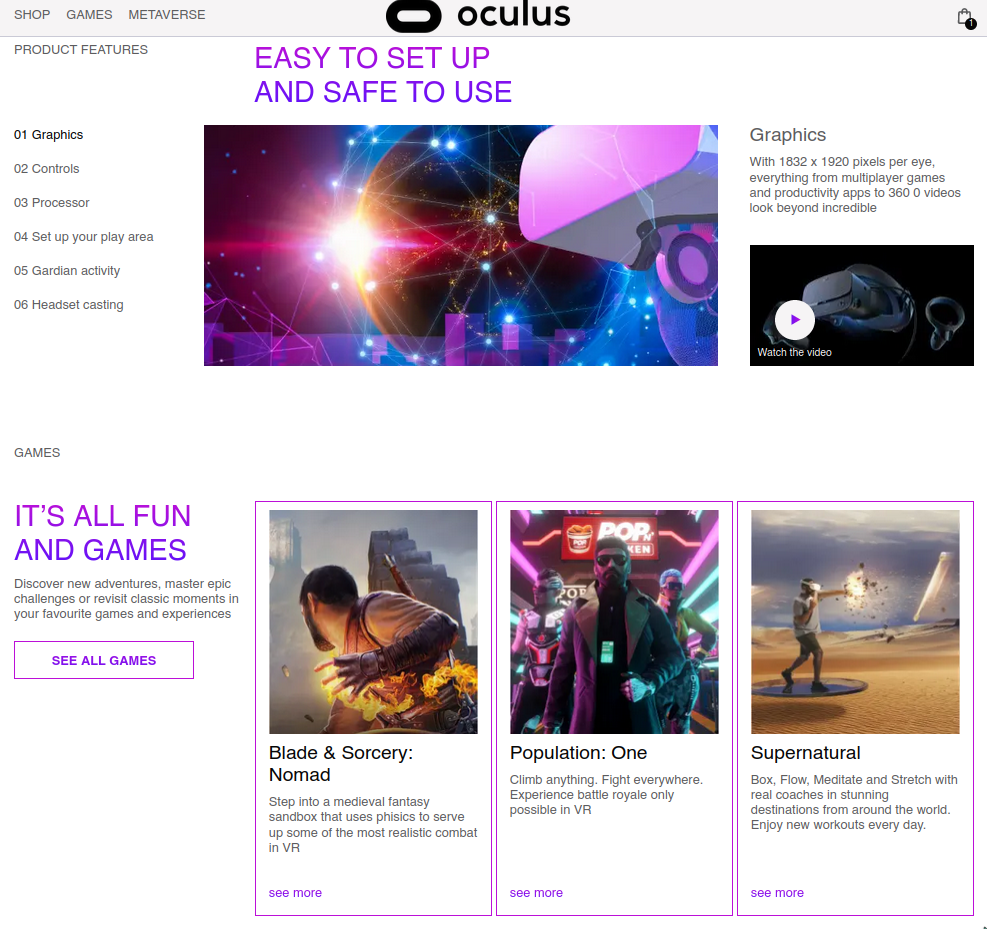 SHOP GAMES METAVERSE
oculus
1
PRODUCT FEATURES
EASY TO SET UP
AND SAFE TO USE
01 Graphics
02 Controls
03 Processor
04 Set up your play area
05 Gardian activity
06 Headset casting
Graphics
With 1832 x 1920 pixels per eye,
everything from multiplayer games
and productivity apps to 360 0 videos
look beyond incredible
Watch the video
GAMES
IT'S ALL FUN
AND GAMES
Discover new adventures, master epic
challenges or revisit classic moments in
your favourite games and experiences
SEE ALL GAMES
Blade & Sorcery:
Nomad
Step into a medieval fantasy
sandbox that uses phisics to serve
up some of the most realistic combat
in VR
see more
POP
Population: One
Climb anything. Fight everywhere.
Experience battle royale only
possible in VR
see more
Supernatural
Box, Flow, Meditate and Stretch with
real coaches in stunning
destinations from around the world.
Enjoy new workouts every day.
see more